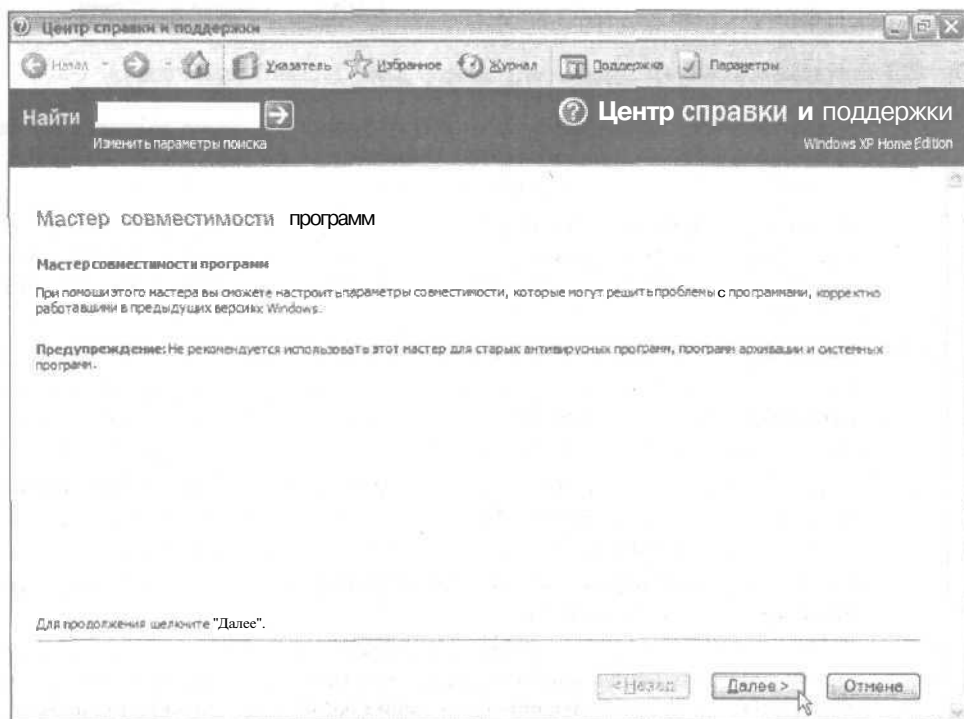 Центр справки и поддержки
Назад Указатель Избранное Журнал Поддержка Параметры
Найти
Изменить параметры поиска
Центр справки и поддержки
Windows XP Home Edition
Мастер совместимости программ
Мастер совместимости программ
При помощи этого мастера вы сможете настроить параметры совместимости, которые могут решить проблемы с программами, корректно
работавшими в предыдущих версиях Windows.
Предупреждение: Не рекомендуется использовать этот мастер для старых антивирусных программ, программ архивации и системных
программ.
Для продолжения щелкните "Далее".
< Назад Далее > Отмена